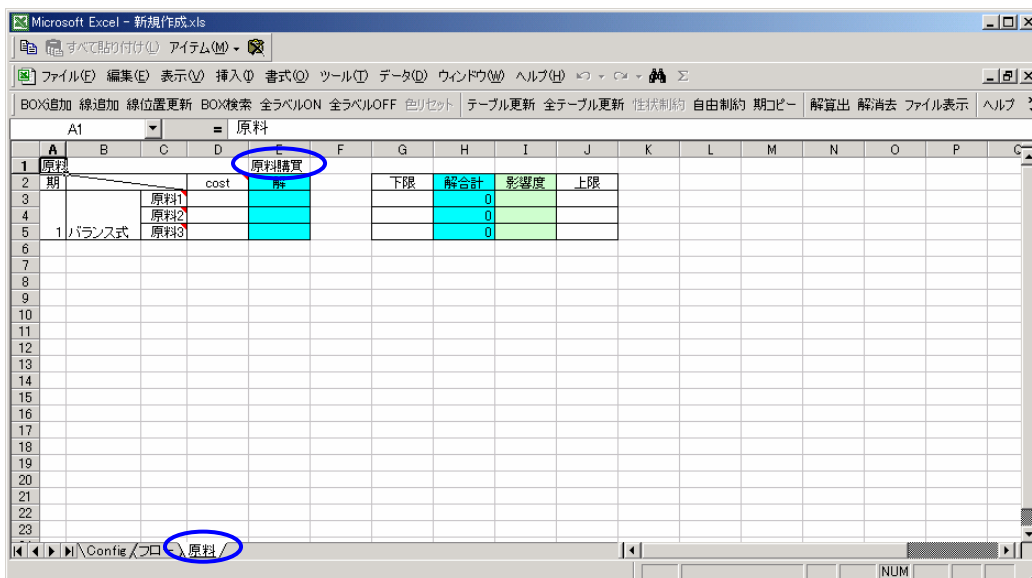 Microsoft Excel - 新規作成.xls
すべて貼り付け(L) アイテム(M)
ファイル(F) 編集(E) 表示(V) 挿入(I) 書式(O) ツール(T) データ(D) ウィンドウ(W) ヘルプ(H) Σ
BOX追加 線追加 線位置更新 BOX検索 全ラベルON 全ラベルOFF 色リセット テーブル更新 全テーブル更新 性状制約 自由制約 期コピー 解算出 解消去 ファイル表示 ヘルプ
A1 = 原料
A B C D E F G H I J K L M N O P
1 原料 原料購買
2 期 cost 解 下限 解合計 影響度 上限
3 原料1 0
4 原料2 0
5 1 バランス式 原料3 0
6
7
8
9
10
11
12
13
14
15
16
17
18
19
20
21
22
23
Config フロー 原料
NUM